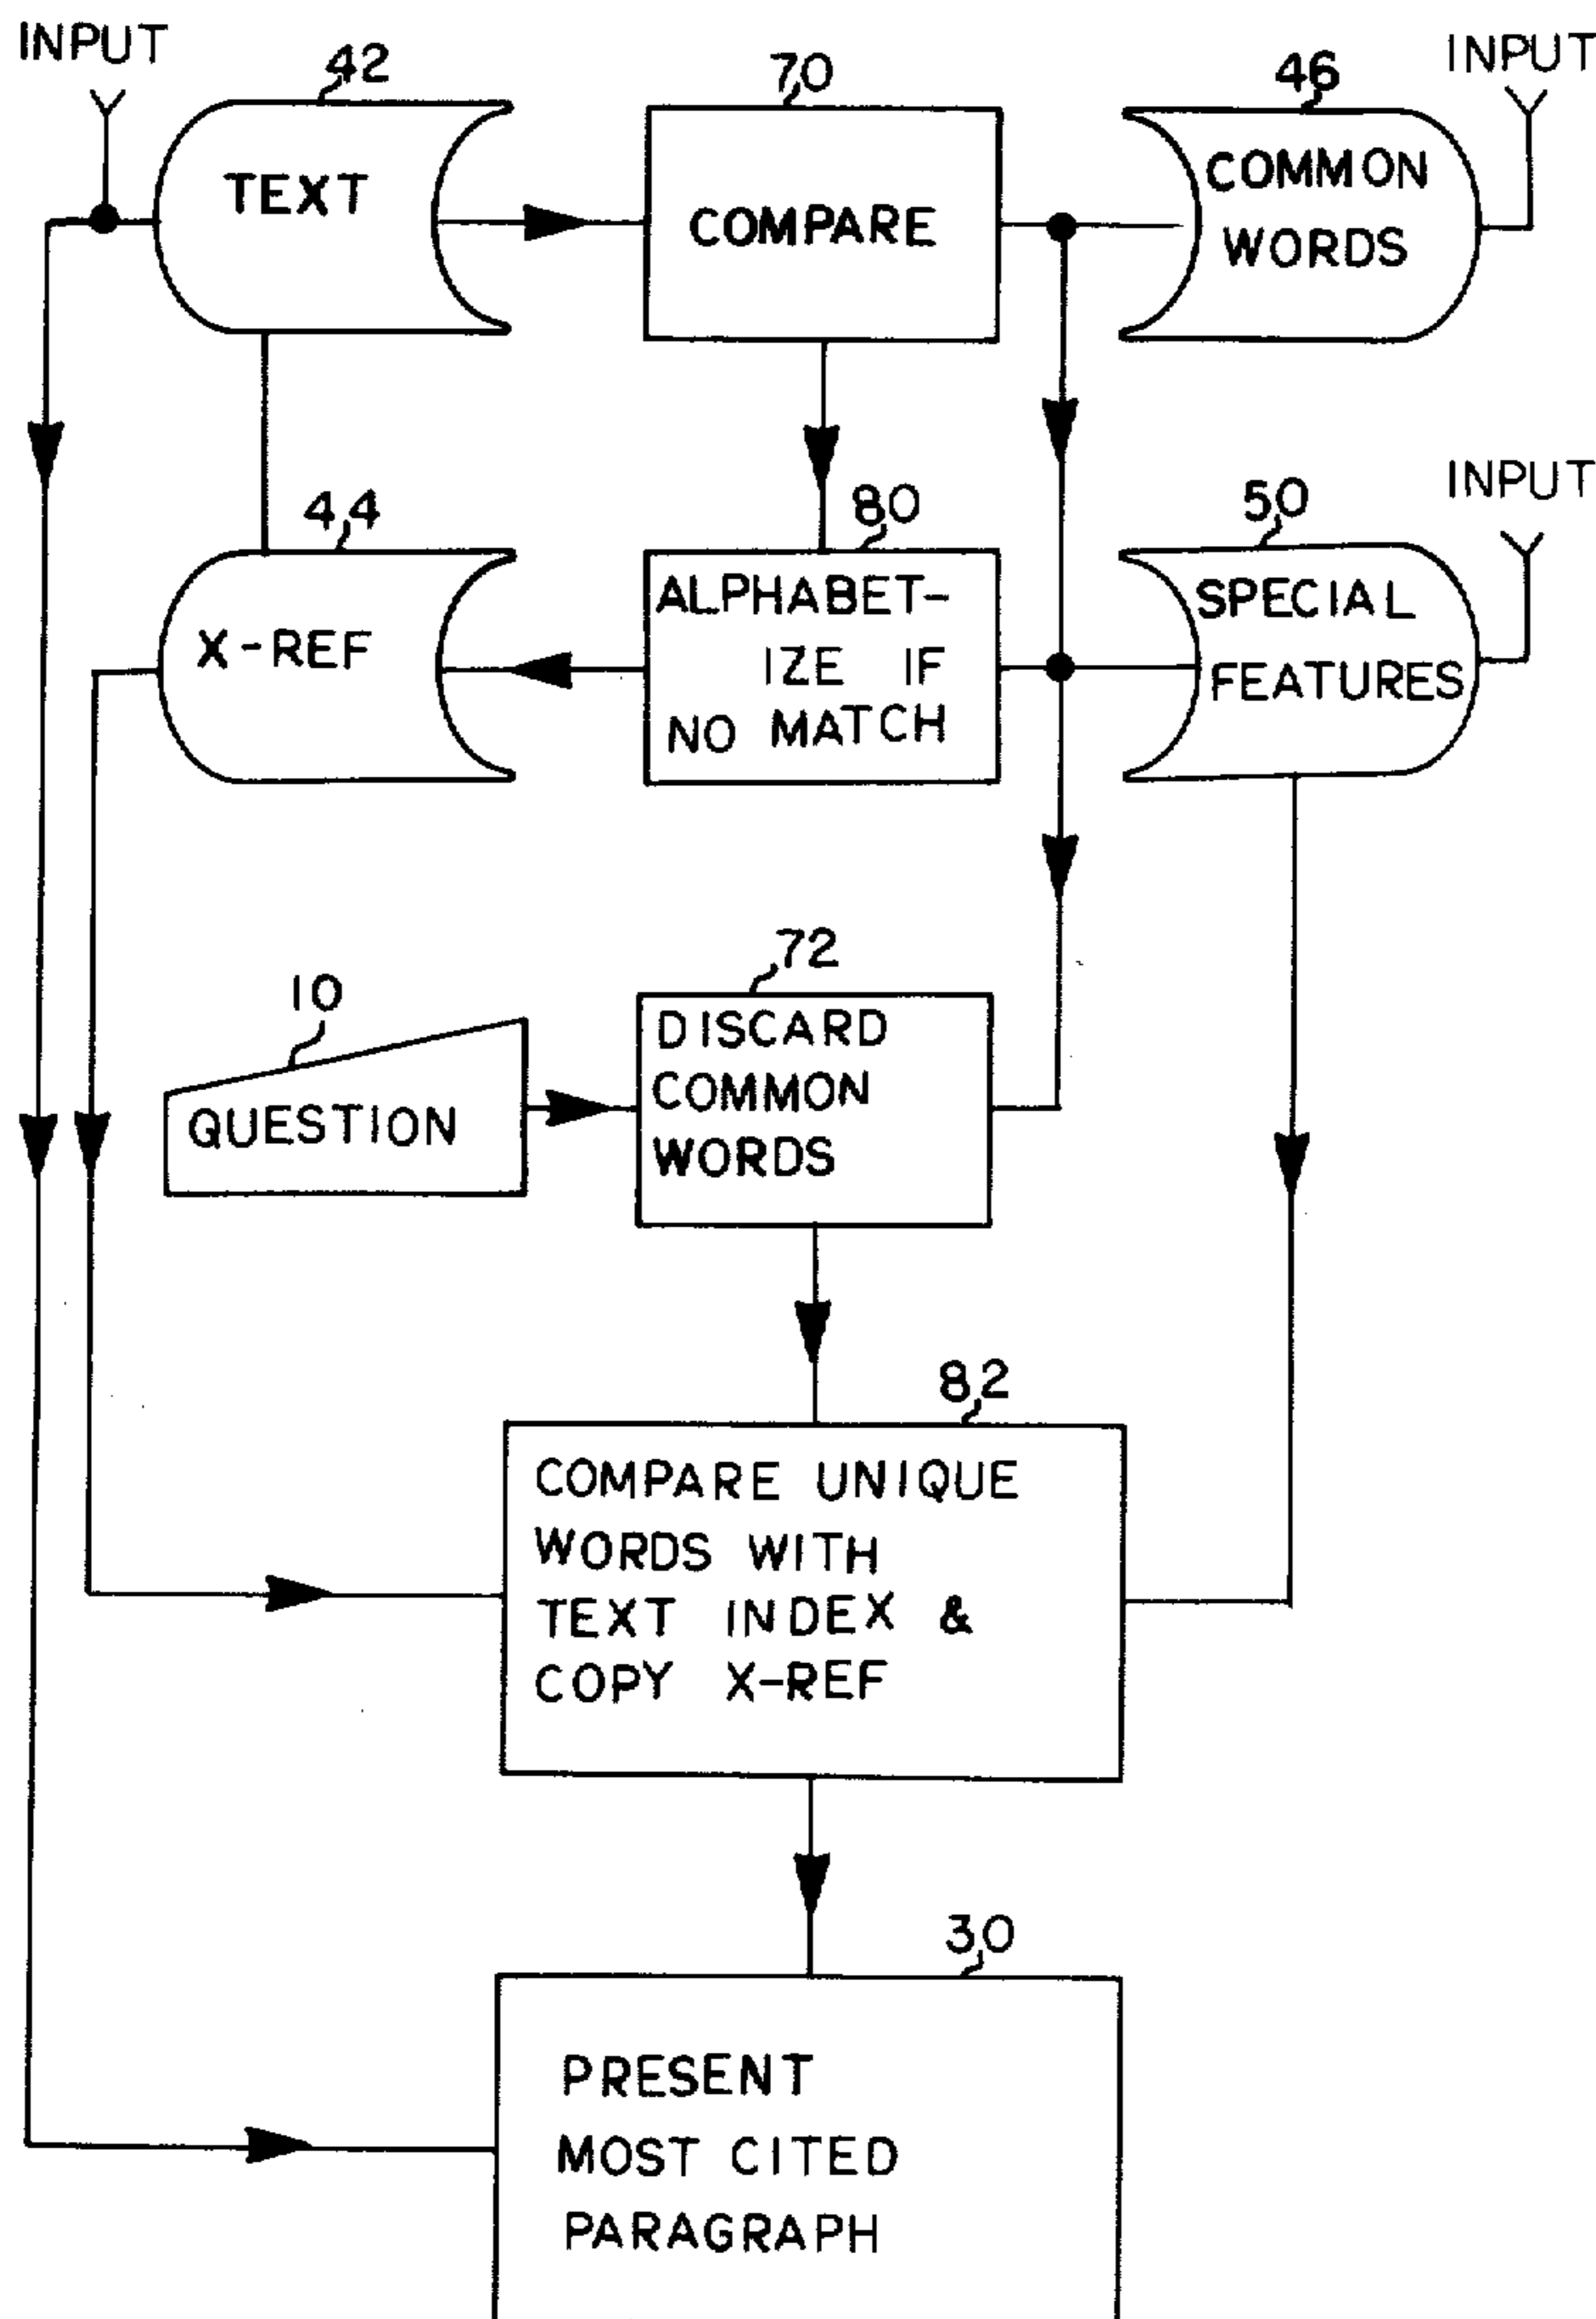 INPUT
42
70
46
INPUT
TEXT
COMPARE
COMMON
WORDS
44
80
50
INPUT
X-REF
ALPHABET-
IZE IF
NO MATCH
SPECIAL
FEATURES
10
72
QUESTION
DISCARD
COMMON
WORDS
82
COMPARE UNIQUE
WORDS WITH
TEXT INDEX &
COPY X-REF
30
PRESENT
MOST CITED
PARAGRAPH